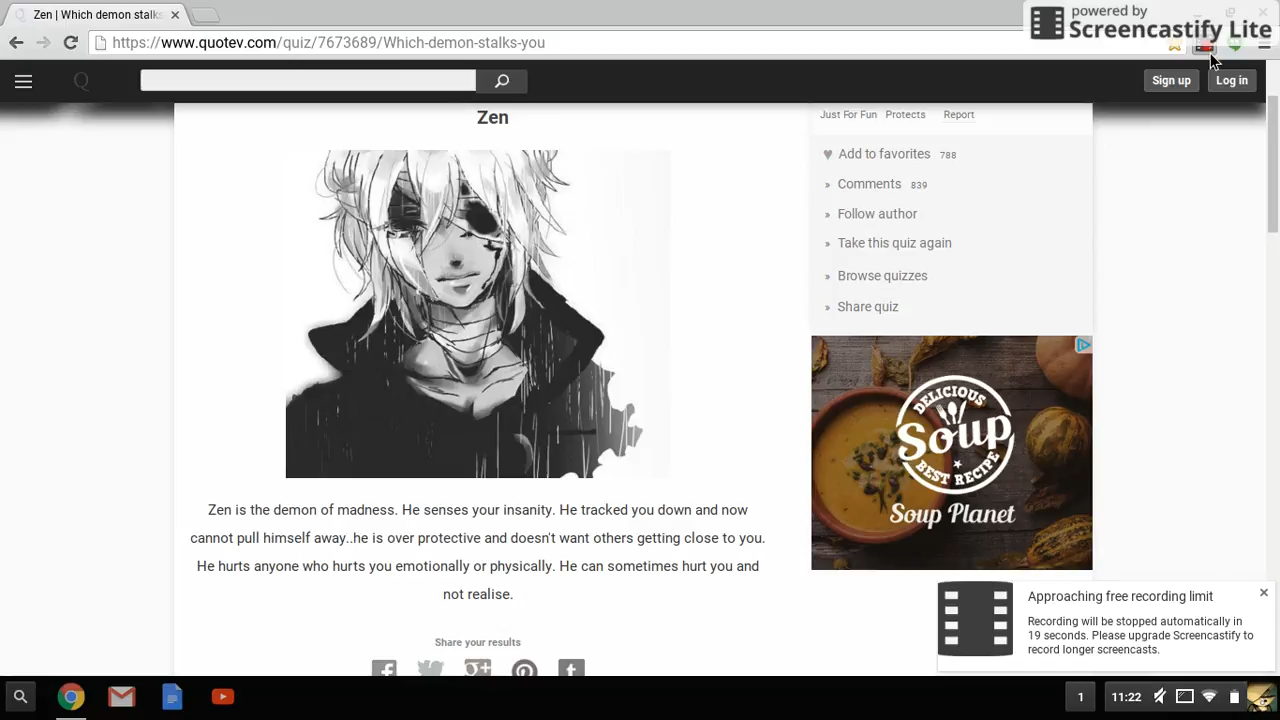 Zen | Which demon stalks
powered by
Screencastify Lite
https://www.quotev.com/quiz/7673689/Which-demon-stalks-you
Q
Sign up
Log in
Zen
Just For Fun Protects Report
Add to favorites 788
» Comments 839
» Follow author
» Take this quiz again
» Browse quizzes
» Share quiz
DELICIOUS
Soup
BEST RECIPE
Soup Planet
Zen is the demon of madness. He senses your insanity. He tracked you down and now
cannot pull himself away..he is over protective and doesn't want others getting close to you.
He hurts anyone who hurts you emotionally or physically. He can sometimes hurt you and
not realise.
Share your results
Approaching free recording limit
Recording will be stopped automatically in
19 seconds. Please upgrade Screencastify to
record longer screencasts.
1
11:22